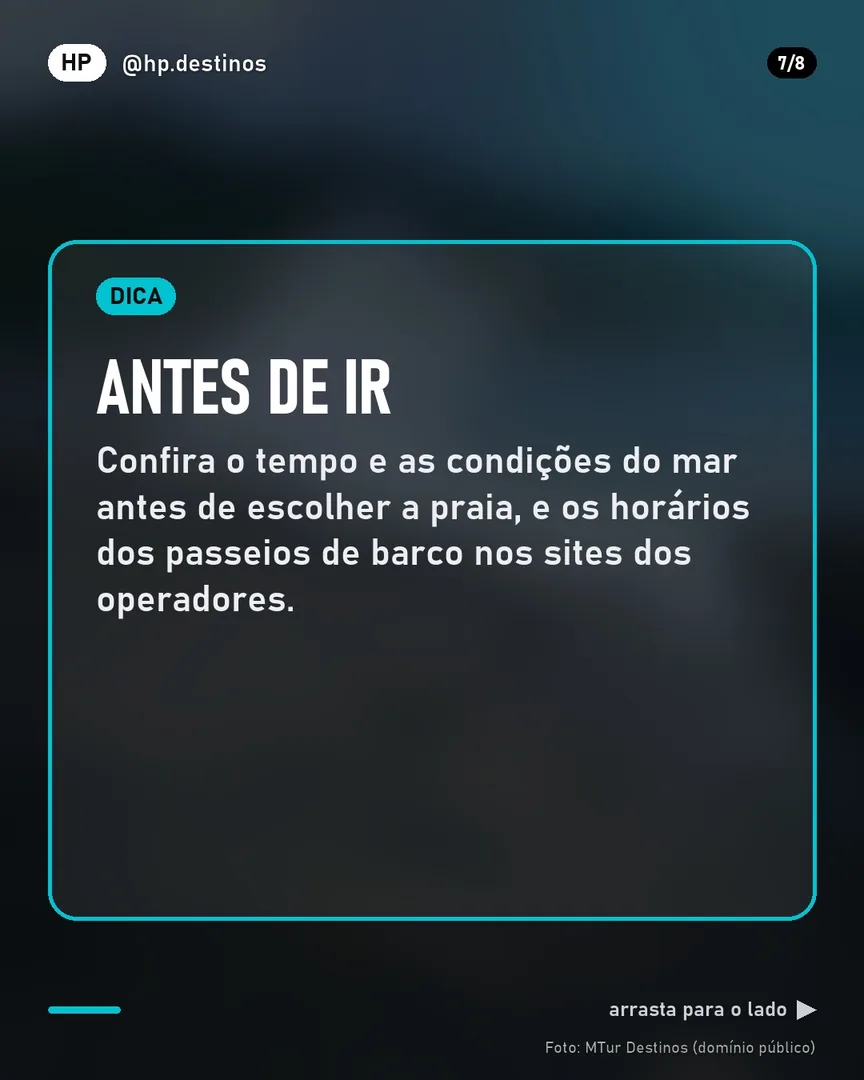 HP @hp.destinos 7/8
DICA
ANTES DE IR
Confira o tempo e as condições do mar
antes de escolher a praia, e os horários
dos passeios de barco nos sites dos
operadores.
arrasta para o lado ▶
Foto: MTur Destinos (domínio público)